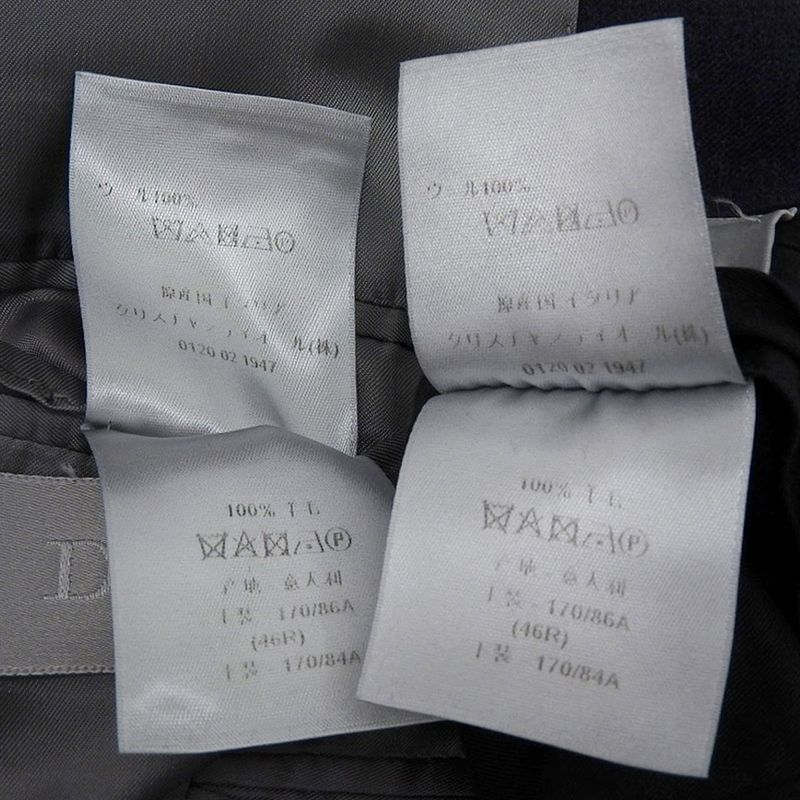 ウール100%
原産国イタリア
クリスチャンディオール(株)
0120 02 1947
ウール100%
原産国イタリア
クリスチャンディオール(株)
0120 02 1947
100% 羊毛
产地 - 意大利
上装 - 170/86A
(46R)
上装 170/84A
100% 羊毛
产地 - 意大利
上装 - 170/86A
(46R)
上装 170/84A
D